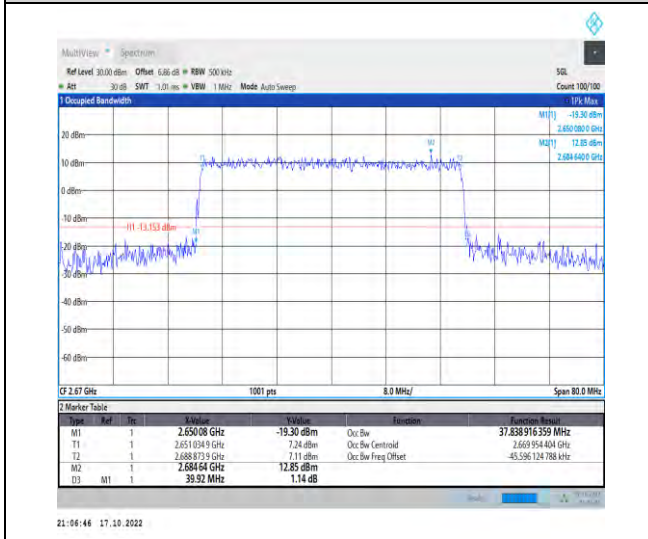 MultiView Spectrum
Ref Level 30.00 dBm Offset 6.86 dB RBW 500 kHz SGL
Att 30 dB SWT 1.01 ms VBW 1 MHz Mode Auto Sweep Count 100/100
1 Occupied Bandwidth 1Pk Max
M1[1] -19.30 dBm
2.650 080 0 GHz
M2[1] 12.85 dBm
2.684 640 0 GHz
20 dBm
M2
10 dBm
0 dBm
-10 dBm
H1 -13.153 dBm
M1
-20 dBm
-30 dBm
-40 dBm
-50 dBm
-60 dBm
CF 2.67 GHz 1001 pts 8.0 MHz/ Span 80.0 MHz
2 Marker Table
Type Ref Trc X-Value Y-Value Function Function Result
M1 1 2.65008 GHz -19.30 dBm Occ Bw 37.838 916 359 MHz
T1 1 2.651 034 9 GHz 7.24 dBm Occ Bw Centroid 2.669 954 404 GHz
T2 1 2.688 873 9 GHz 7.11 dBm Occ Bw Freq Offset -45.596 124 788 kHz
M2 1 2.684 64 GHz 12.85 dBm
D3 M1 1 39.92 MHz 1.14 dB
21:06:46 17.10.2022